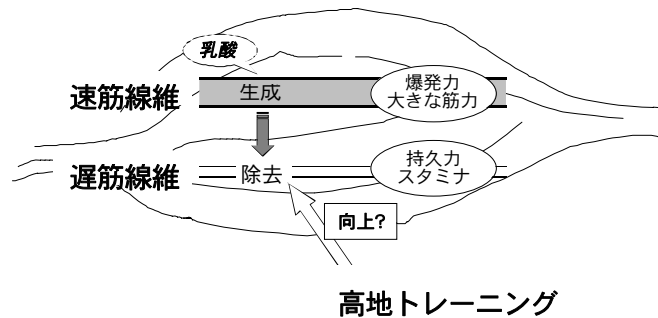 乳酸
速筋線維
生成
爆発力
大きな筋力
遅筋線維
除去
持久力
スタミナ
向上?
高地トレーニング